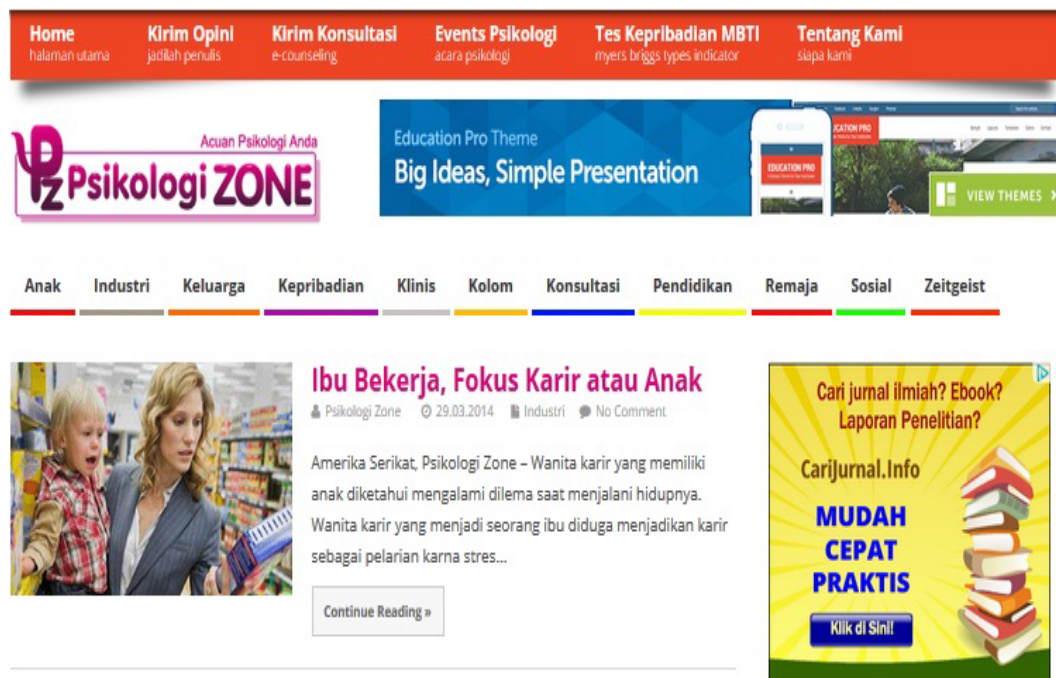 Home Kirim Opini Kirim Konsultasi Events Psikologi Tes Kepribadian MBTI Tentang Kami
halaman utama jadilah penulis e-counseling acara psikologi myers briggs types indicator siapa kami
Acuan Psikologi Anda
Psikologi ZONE
Education Pro Theme
Big Ideas, Simple Presentation
EDUCATION PRO
VIEW THEMES
Anak Industri Keluarga Kepribadian Klinis Kolom Konsultasi Pendidikan Remaja Sosial Zeitgeist
Ibu Bekerja, Fokus Karir atau Anak
Psikologi Zone 29.03.2014 Industri No Comment
Amerika Serikat, Psikologi Zone – Wanita karir yang memiliki
anak diketahui mengalami dilema saat menjalani hidupnya.
Wanita karir yang menjadi seorang ibu diduga menjadikan karir
sebagai pelarian karna stres...
Continue Reading »
Cari jurnal ilmiah? Ebook?
Laporan Penelitian?
CariJurnal.Info
MUDAH
CEPAT
PRAKTIS
Klik di Sini!